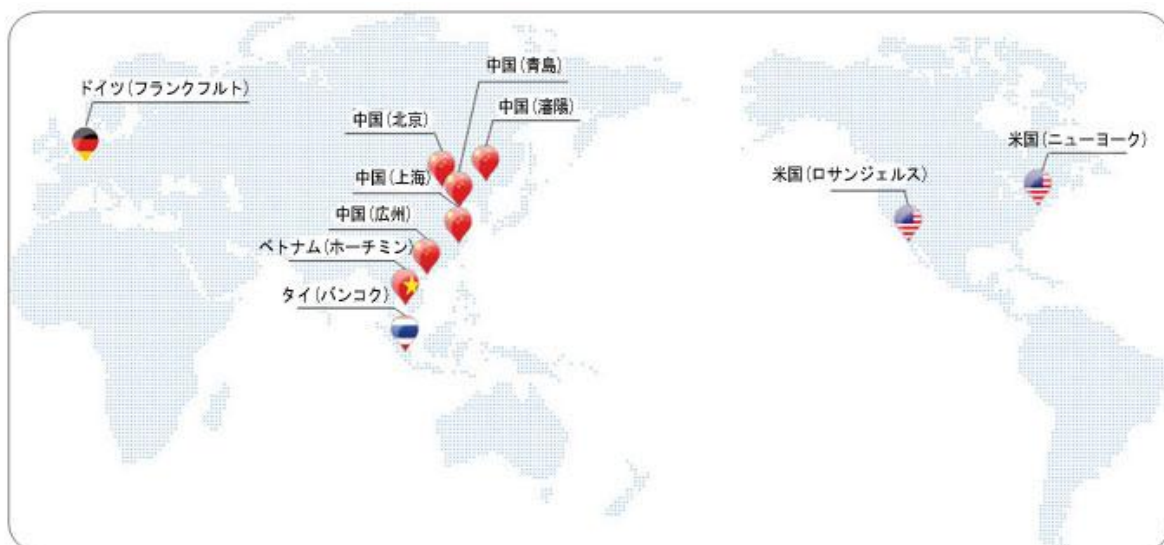 中国(青島)
ドイツ(フランクフルト)
中国(瀋陽)
中国(北京)
米国(ニューヨーク)
中国(上海)
米国(ロサンジェルス)
中国(広州)
ベトナム(ホーチミン)
タイ(バンコク)